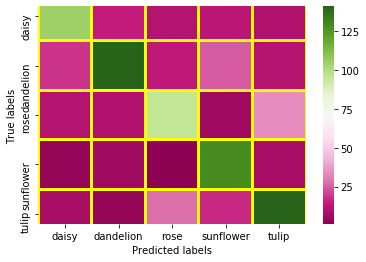 daisy
dandelion
rose
sunflower
tulip
True labels
daisy dandelion rose sunflower tulip
Predicted labels
125
100
75
50
25